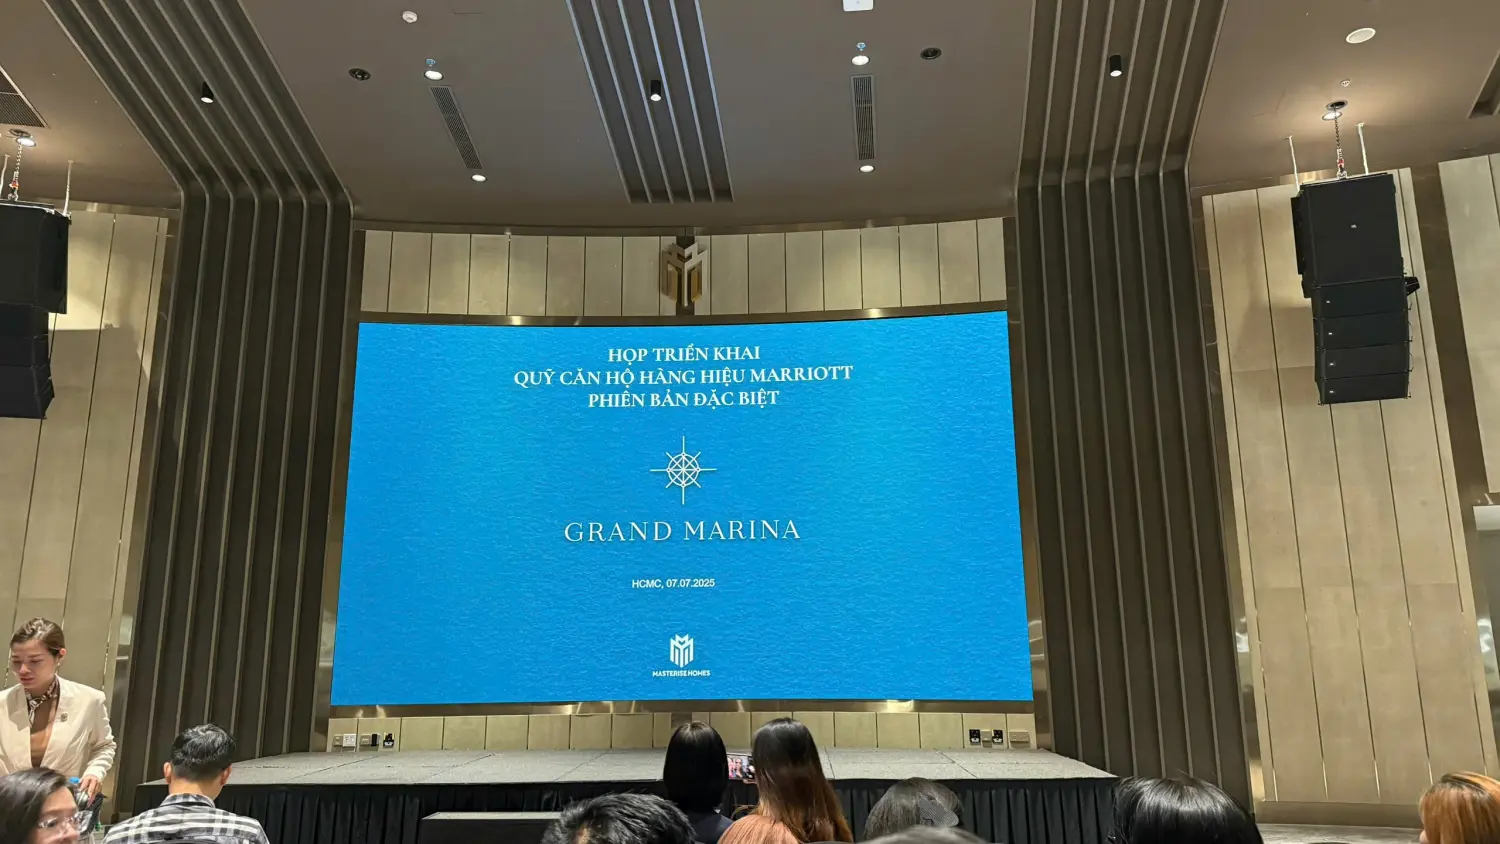 HỌP TRIỂN KHAI
QUỸ CĂN HỘ HÀNG HIỆU MARRIOTT
PHIÊN BẢN ĐẶC BIỆT
GRAND MARINA
HCMC, 07.07.2025
MASTERISE HOMES